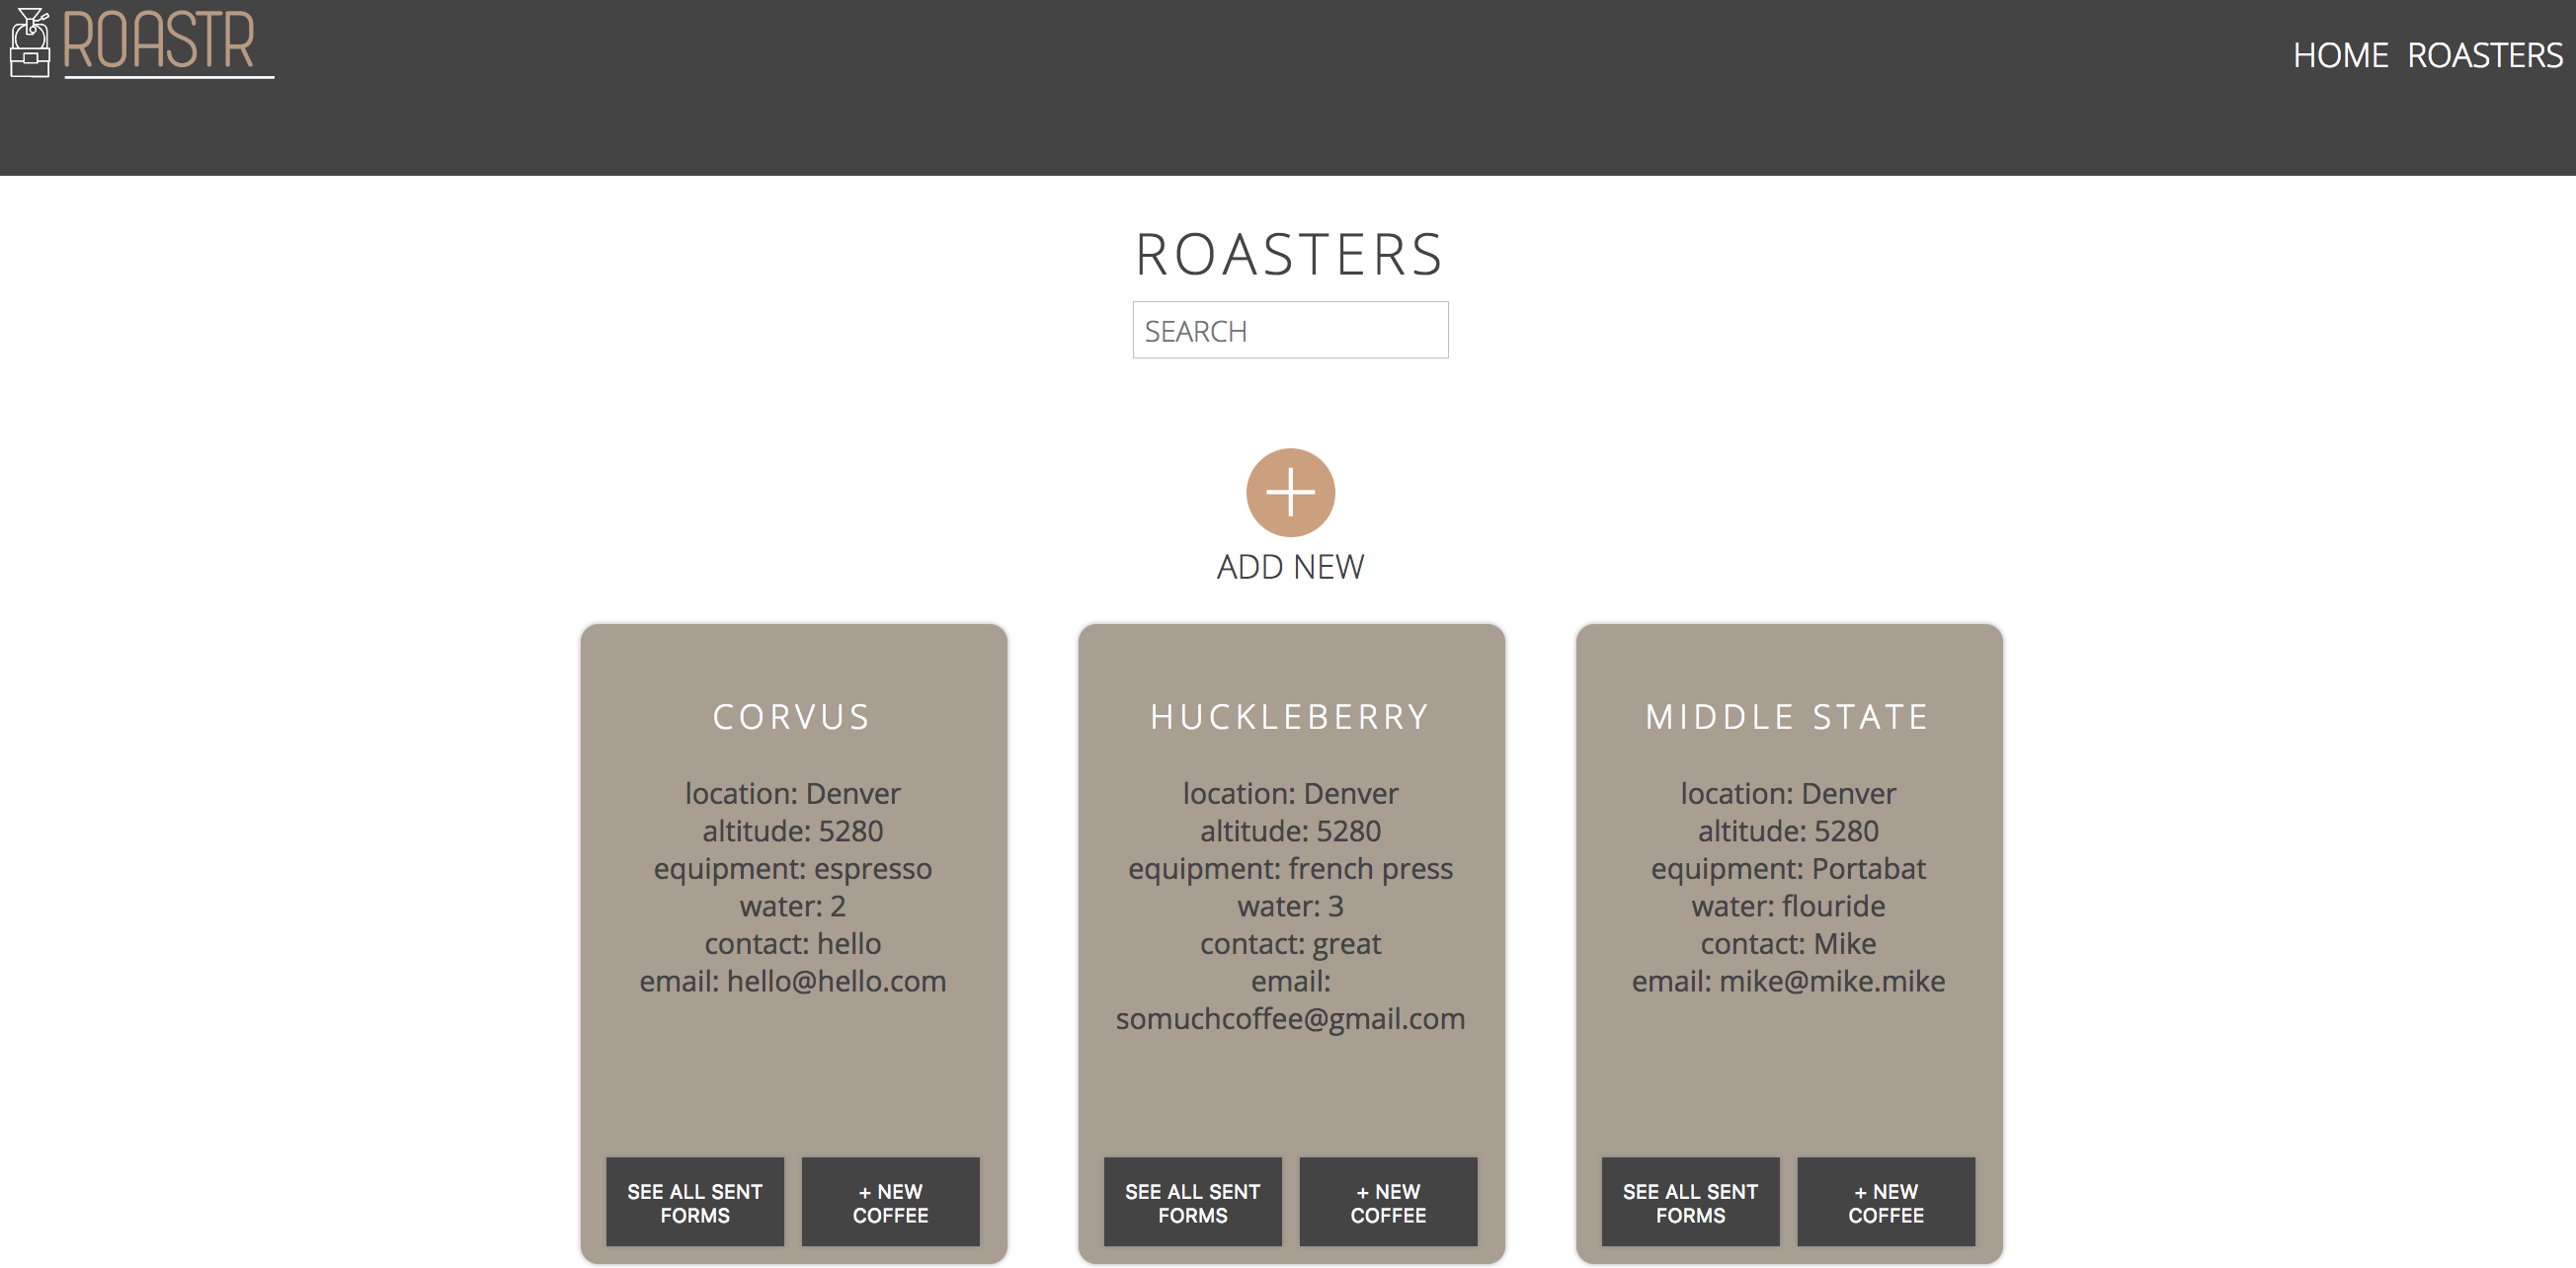 ROASTR
HOME ROASTERS
ROASTERS
SEARCH
ADD NEW
CORVUS
location: Denver
altitude: 5280
equipment: espresso
water: 2
contact: hello
email: hello@hello.com
SEE ALL SENT
FORMS
+ NEW
COFFEE
HUCKLEBERRY
location: Denver
altitude: 5280
equipment: french press
water: 3
contact: great
email:
somuchcoffee@gmail.com
SEE ALL SENT
FORMS
+ NEW
COFFEE
MIDDLE STATE
location: Denver
altitude: 5280
equipment: Portabat
water: flouride
contact: Mike
email: mike@mike.mike
SEE ALL SENT
FORMS
+ NEW
COFFEE